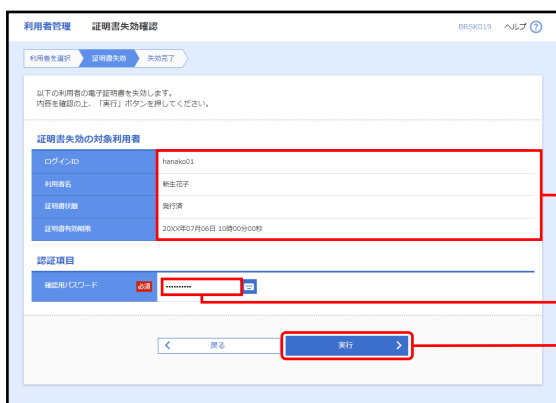 利用者管理 証明書失効確認 BRSK019 ヘルプ ?
利用者を選択 証明書失効 失効完了
以下の利用者の電子証明書を失効します。
内容を確認の上、「実行」ボタンを押してください。
証明書失効の対象利用者
ログインID hanako01
利用者名 新生花子
証明書状態 発行済
証明書有効期限 20XX年07月06日 10時00分00秒
認証項目
確認用パスワード 必須 ••••••••••
戻る 実行